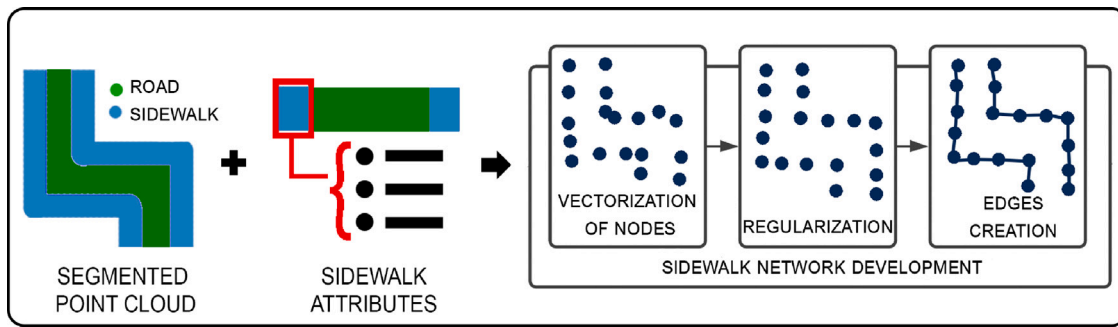 ROAD
SIDEWALK
SEGMENTED
POINT CLOUD
SIDEWALK
ATTRIBUTES
VECTORIZATION
OF NODES
REGULARIZATION
EDGES
CREATION
SIDEWALK NETWORK DEVELOPMENT